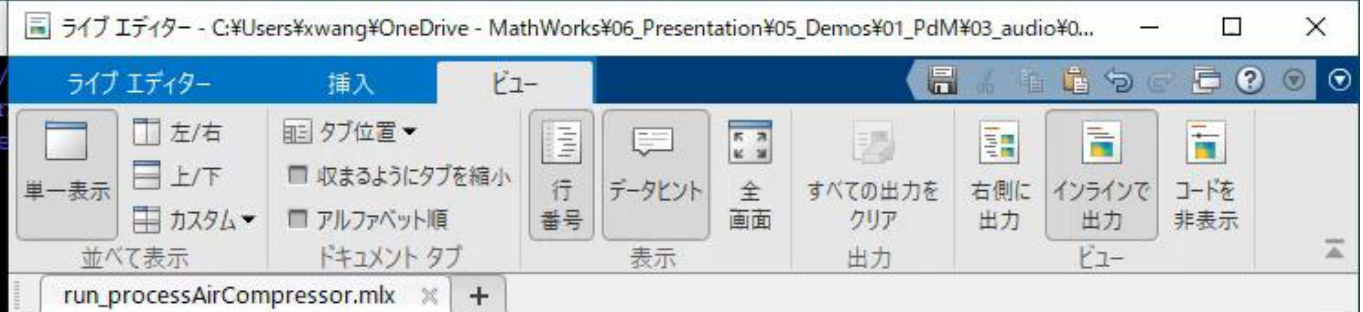 ライブ エディター - C:¥Users¥xwang¥OneDrive - MathWorks¥06_Presentation¥05_Demos¥01_PdM¥03_audio¥0...
ライブ エディター 挿入 ビュー
単一表示
左/右
上/下
カスタム
並べて表示
タブ位置
収まるようにタブを縮小
アルファベット順
ドキュメント タブ
行
番号
データヒント
全
画面
表示
すべての出力を
クリア
出力
右側に
出力
インラインで
出力
コードを
非表示
ビュー
run_processAirCompressor.mlx